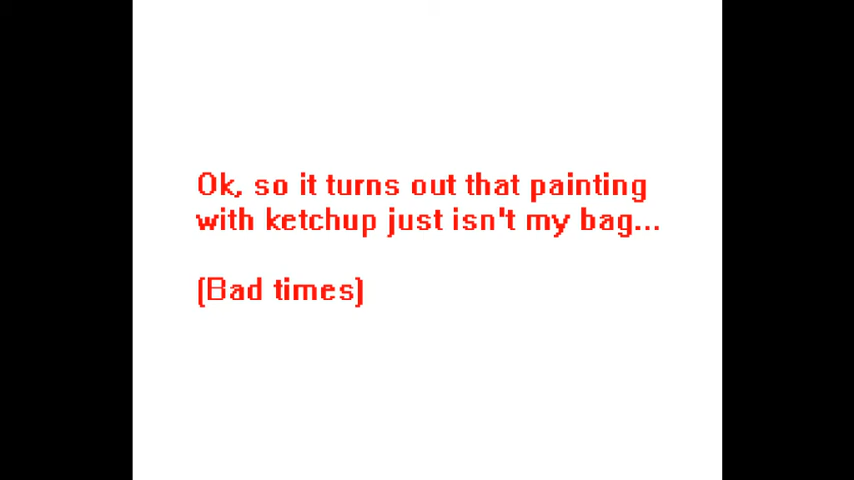 Ok, so it turns out that painting
with ketchup just isn't my bag...
(Bad times)